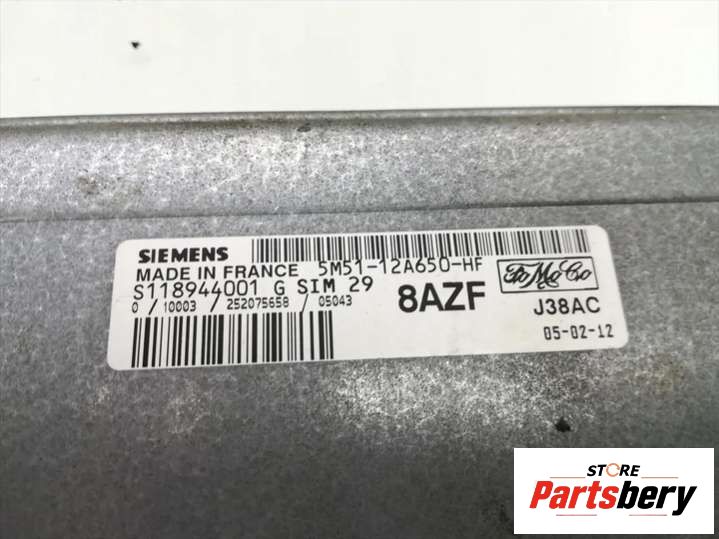 SIEMENS
MADE IN FRANCE 5M51-12A650-HF
S118944001 G SIM 29
0 / 10003 / 252075658 / 05043
8AZF
FoMoCo
J38AC
05-02-12
STORE
Partsbery